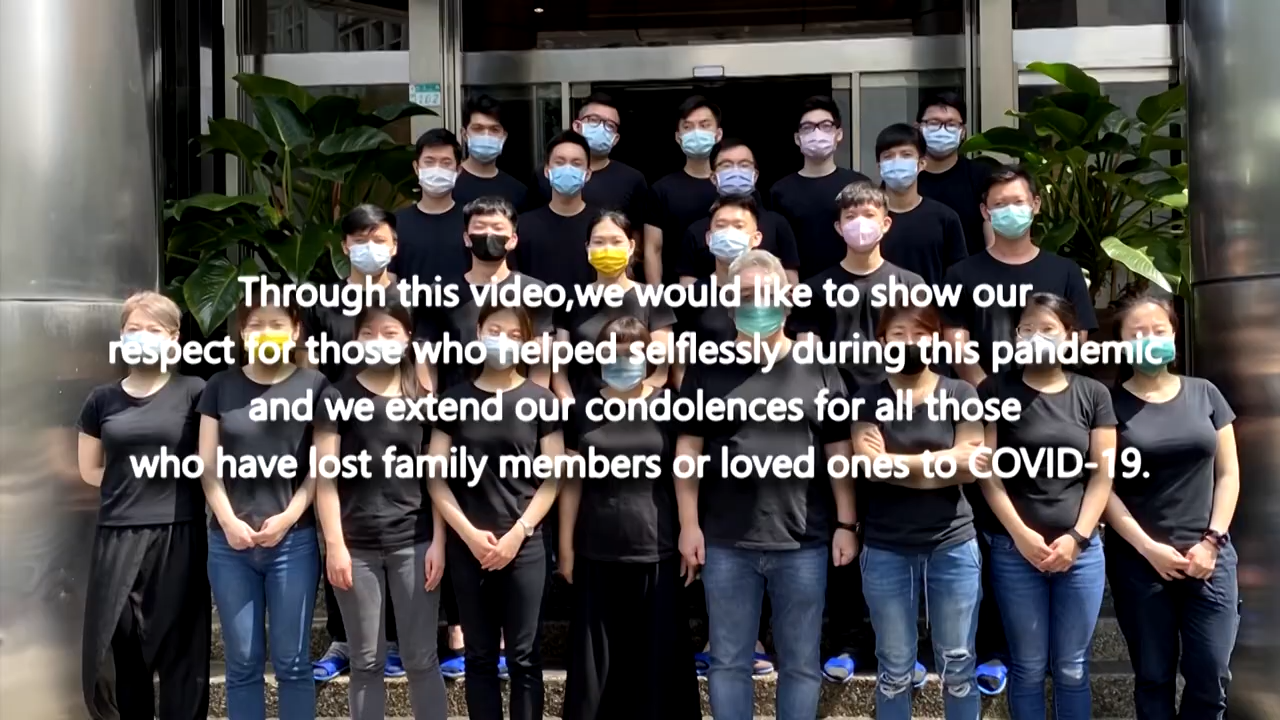 102
Through this video,we would like to show our
respect for those who helped selflessly during this pandemic
and we extend our condolences for all those
who have lost family members or loved ones to COVID-19.